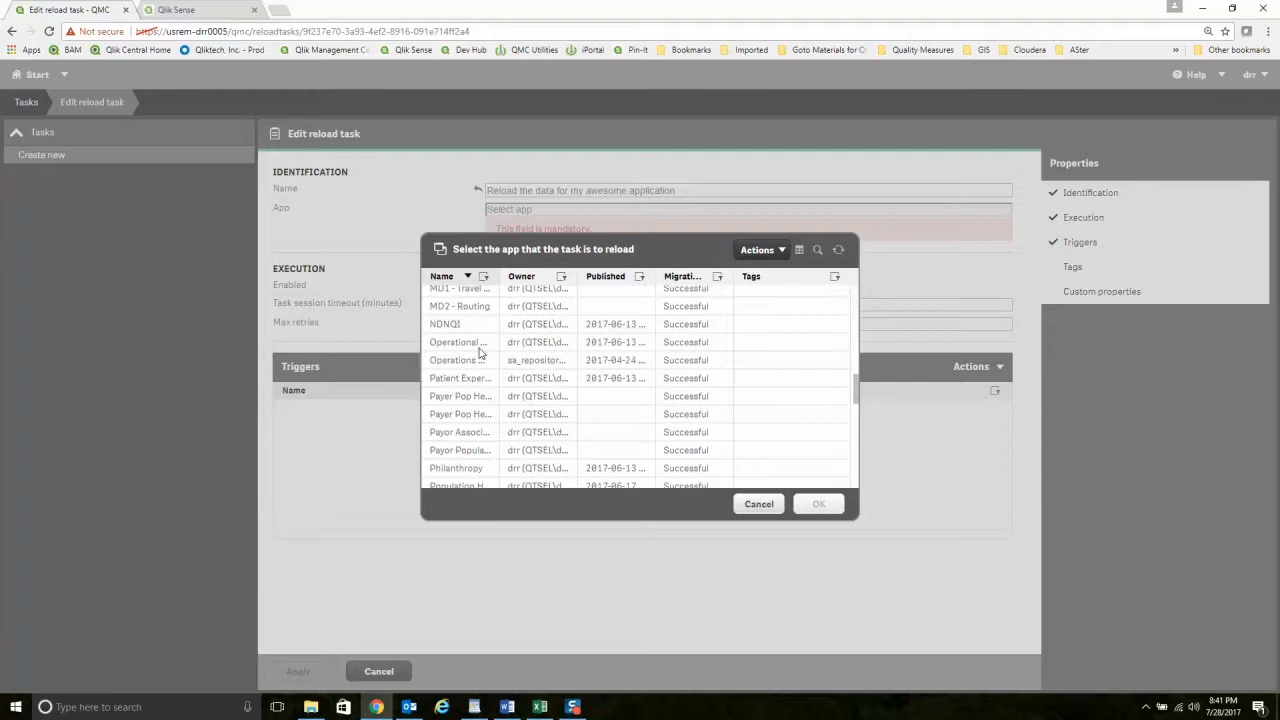 Edit reload task - QMC
Qlik Sense
Not secure
https://usrem-drr0005/qmc/reloadtasks/9f237e70-3a93-4ef2-8916-091e714ff2a4
Apps
BAM
Qlik Central Home
Qliktech, Inc. - Prod
Qlik Management C
Qlik Sense
Dev Hub
QMC Utilities
iPortal
Pin-It
Bookmarks
Imported
Goto Materials for Q
Quality Measures
GIS
Cloudera
ASter
»
Other bookmarks
Start
Help
drr
Tasks
Edit reload task
Tasks
Create new
Edit reload task
IDENTIFICATION
Name
Reload the data for my awesome application
App
Select app
This field is mandatory.
EXECUTION
Enabled
Task session timeout (minutes)
Max retries
Triggers
Actions
Name
Properties
Identification
Execution
Triggers
Tags
Custom properties
Select the app that the task is to reload
Actions
Name Owner Published Migrati... Tags
MD1 - Travel ... drr (QTSEL\d... Successful
MD2 - Routing drr (QTSEL\d... Successful
NDNQI drr (QTSEL\d... 2017-06-13 ... Successful
Operational ... drr (QTSEL\d... 2017-06-13 ... Successful
Operations ... sa_repositor... 2017-04-24 ... Successful
Patient Exper... drr (QTSEL\d... 2017-06-13 ... Successful
Payer Pop He... drr (QTSEL\d... Successful
Payer Pop He... drr (QTSEL\d... Successful
Payor Associ... drr (QTSEL\d... Successful
Payor Popula... drr (QTSEL\d... Successful
Philanthropy drr (QTSEL\d... 2017-06-13 ... Successful
Population H... drr (QTSEL\d... 2017-06-17 ... Successful
Cancel
OK
Apply
Cancel
Type here to search
8:41 PM
7/28/2017